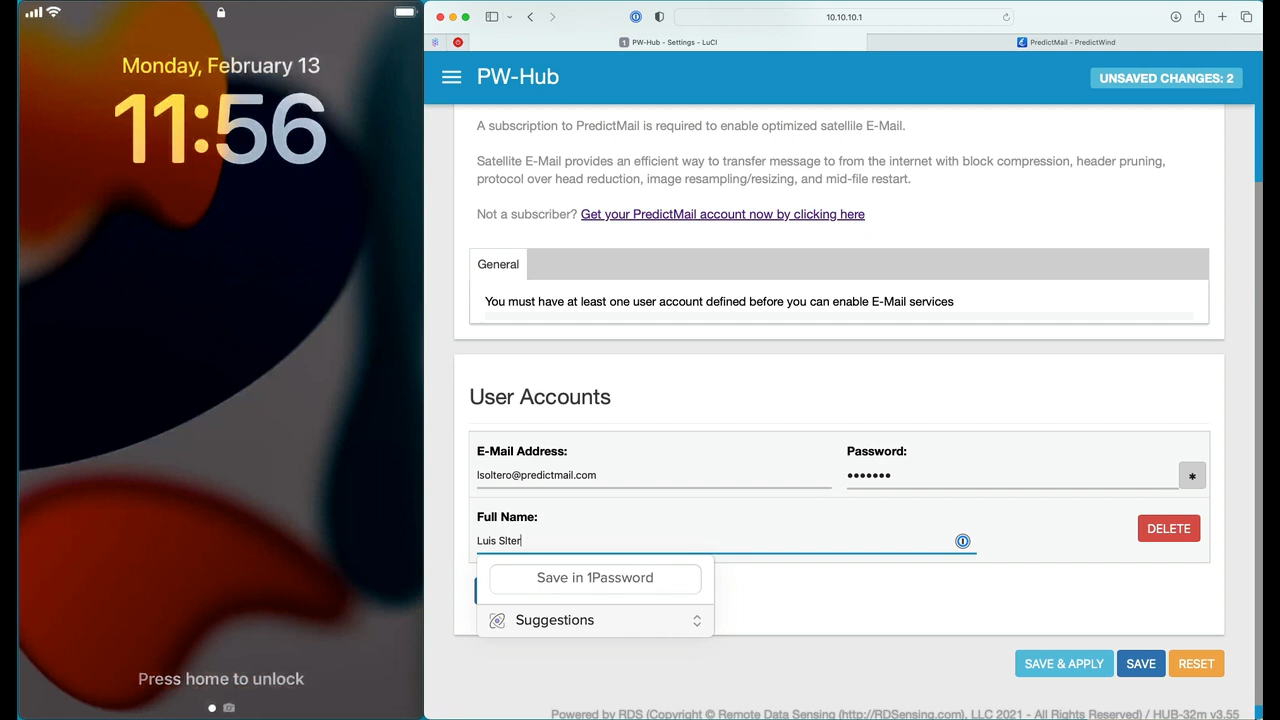 Monday, February 13
11:56
Press home to unlock
10.10.10.1
1 PW-Hub - Settings - LuCI
PredictMail - PredictWind
PW-Hub
UNSAVED CHANGES: 2
A subscription to PredictMail is required to enable optimized satellile E-Mail.
Satellite E-Mail provides an efficient way to transfer message to from the internet with block compression, header pruning,
protocol over head reduction, image resampling/resizing, and mid-file restart.
Not a subscriber? Get your PredictMail account now by clicking here
General
You must have at least one user account defined before you can enable E-Mail services
User Accounts
E-Mail Address:
Password:
lsoltero@predictmail.com
•••••••
*
Full Name:
Luis Slter
DELETE
Save in 1Password
Suggestions
SAVE & APPLY
SAVE
RESET
Powered by RDS (Copyright © Remote Data Sensing (http://RDSensing.com), LLC 2021 - All Rights Reserved) / HUB-32m v3.55